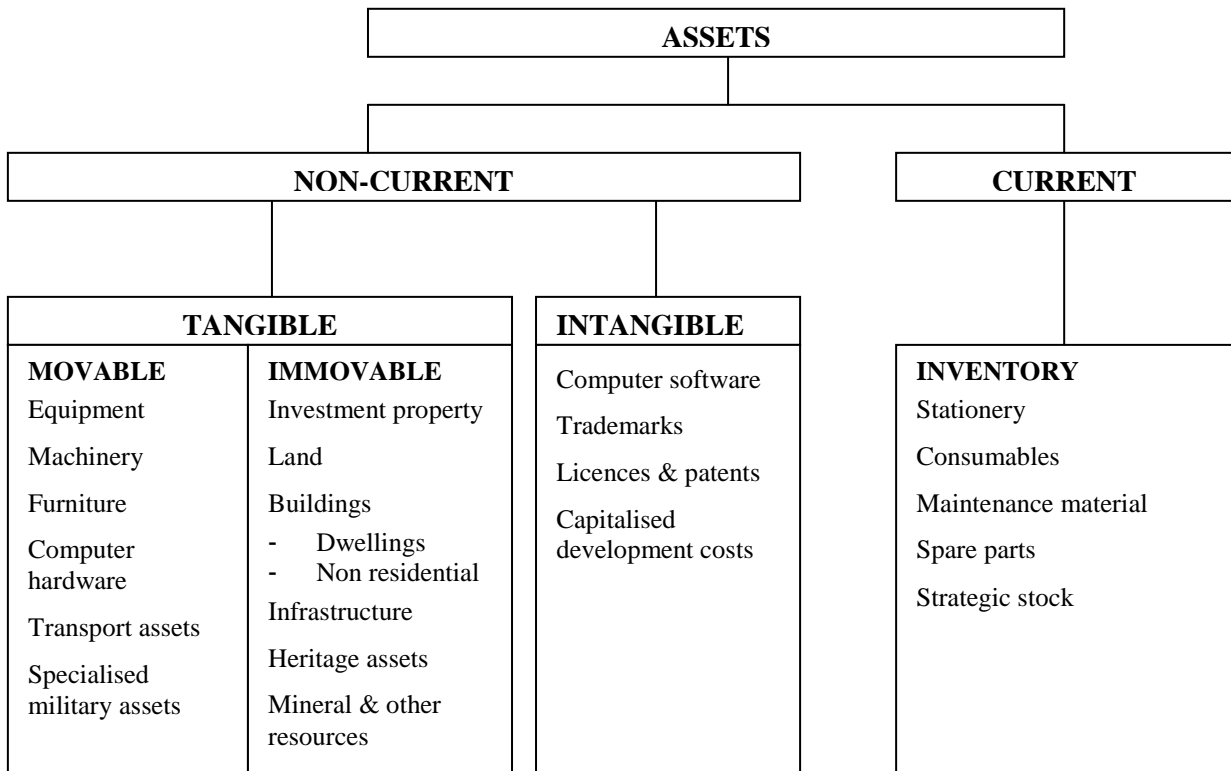 ASSETS
NON-CURRENT
CURRENT
TANGIBLE
MOVABLE
Equipment
Machinery
Furniture
Computer
hardware
Transport assets
Specialised
military assets
IMMOVABLE
Investment property
Land
Buildings
- Dwellings
- Non residential
Infrastructure
Heritage assets
Mineral & other
resources
INTANGIBLE
Computer software
Trademarks
Licences & patents
Capitalised
development costs
INVENTORY
Stationery
Consumables
Maintenance material
Spare parts
Strategic stock